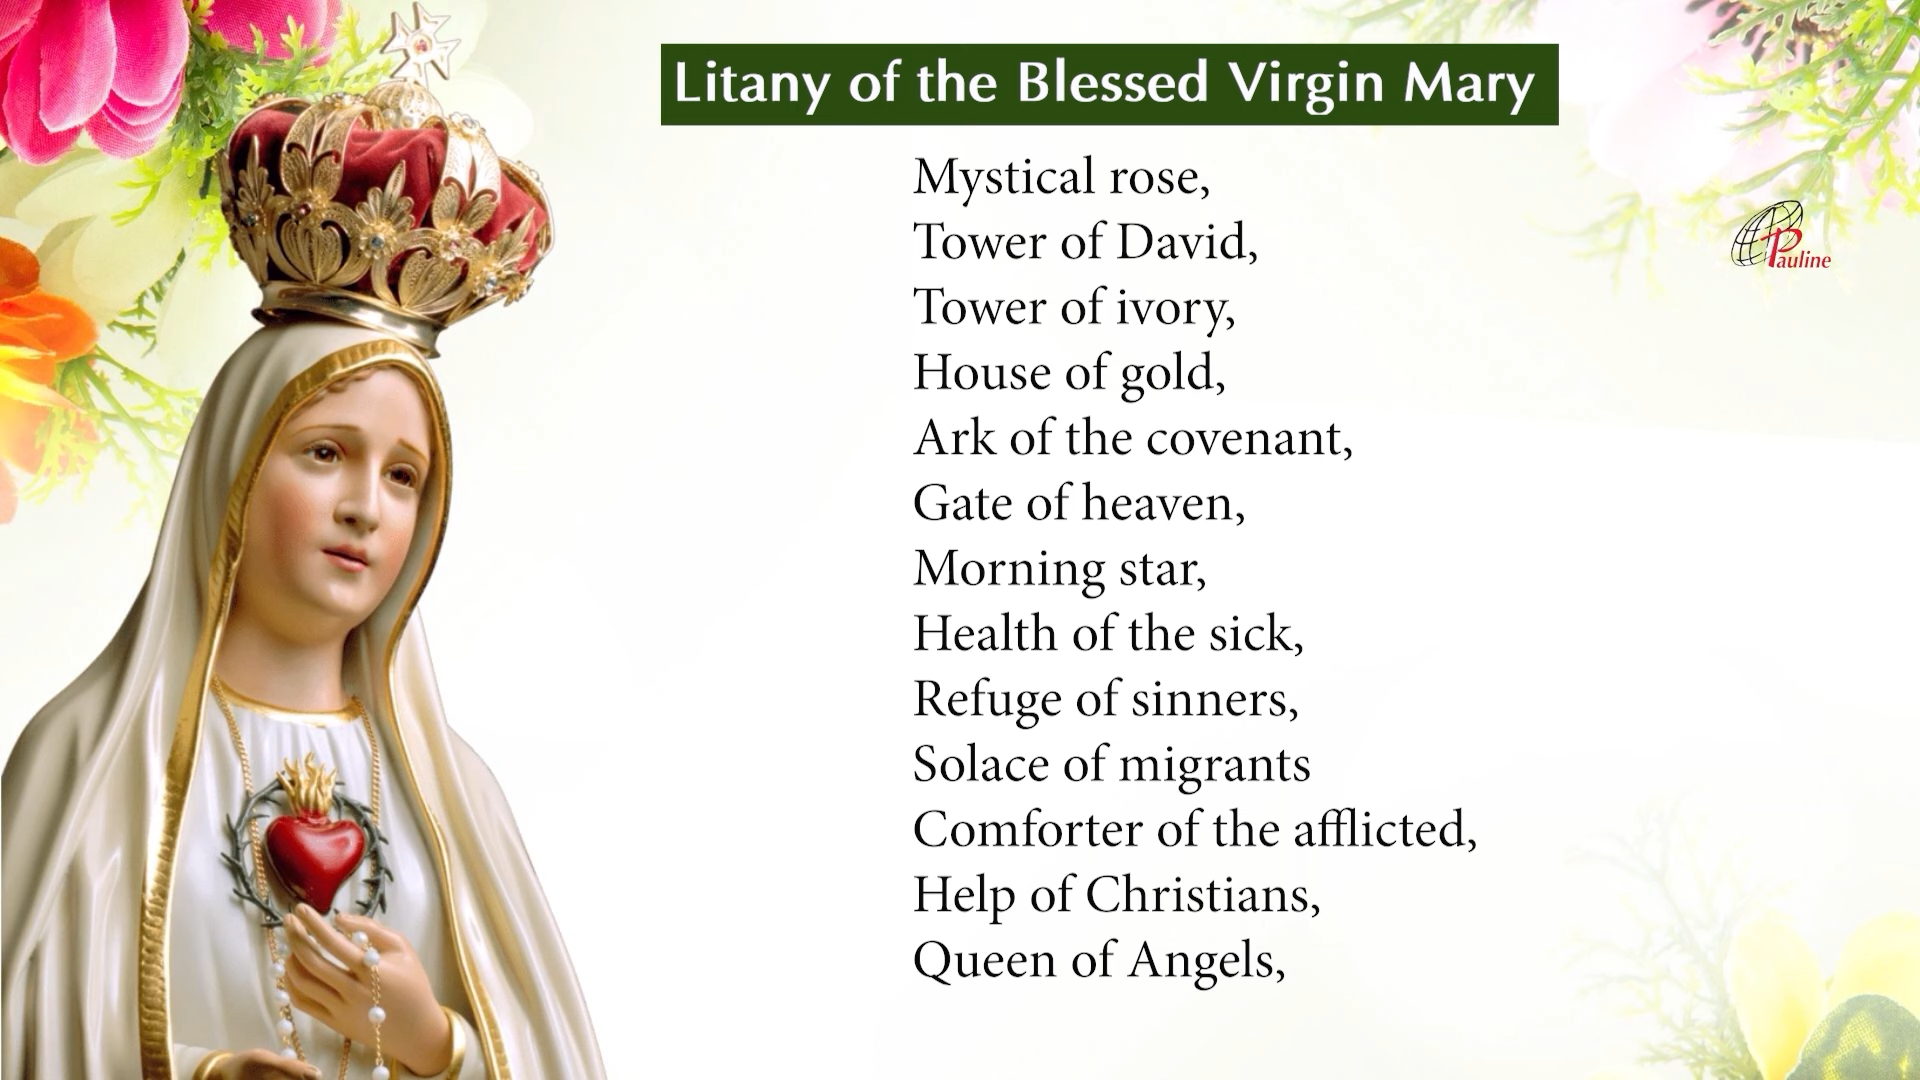 Litany of the Blessed Virgin Mary
Mystical rose,
Tower of David,
Tower of ivory,
House of gold,
Ark of the covenant,
Gate of heaven,
Morning star,
Health of the sick,
Refuge of sinners,
Solace of migrants
Comforter of the afflicted,
Help of Christians,
Queen of Angels,
Pauline